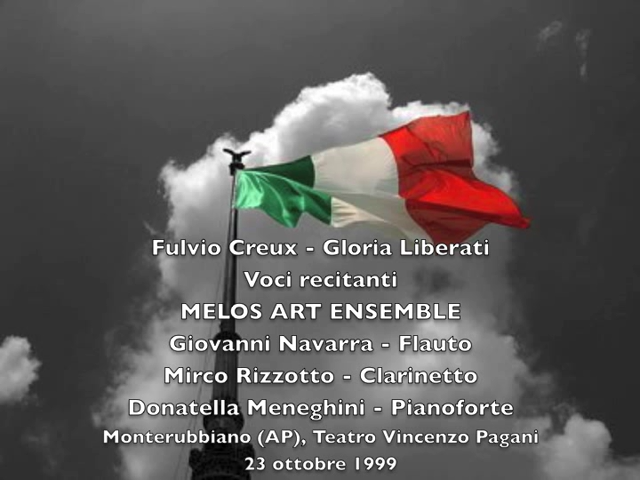 Fulvio Creux - Gloria Liberati
Voci recitanti
MELOS ART ENSEMBLE
Giovanni Navarra - Flauto
Mirco Rizzotto - Clarinetto
Donatella Meneghini - Pianoforte
Monterubbiano (AP), Teatro Vincenzo Pagani
23 ottobre 1999